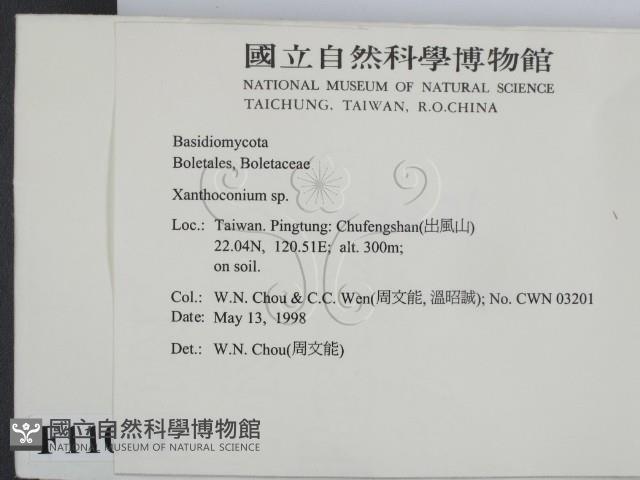 國立自然科學博物館
NATIONAL MUSEUM OF NATURAL SCIENCE
TAICHUNG, TAIWAN, R.O.CHINA
Basidiomycota
Boletales, Boletaceae
Xanthoconium sp.
Loc.: Taiwan. Pingtung: Chufengshan(出風山)
22.04N, 120.51E; alt. 300m;
on soil.
Col.: W.N. Chou & C.C. Wen(周文能, 溫昭誠); No. CWN 03201
Date: May 13, 1998
Det.: W.N. Chou(周文能)
國立自然科學博物館
NATIONAL MUSEUM OF NATURAL SCIENCE